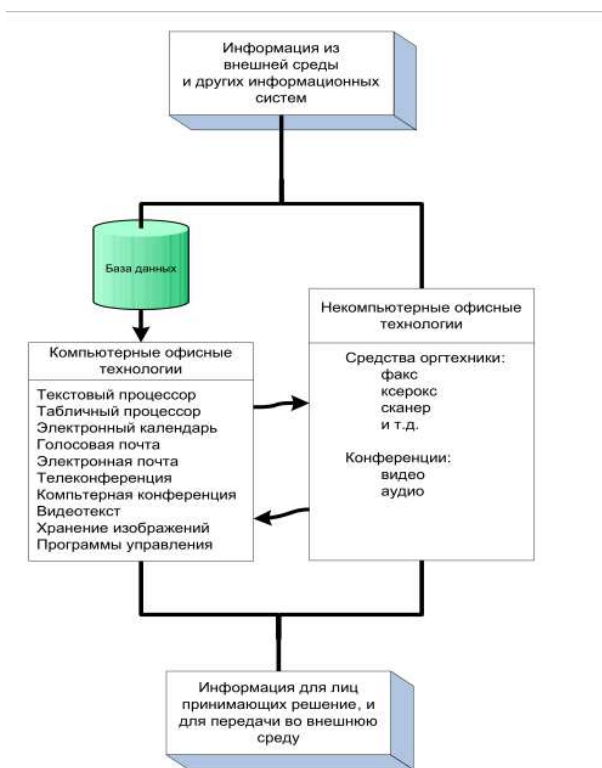 Информация из
внешней среды
и других информационных
систем
База данных
Компьютерные офисные
технологии
Текстовый процессор
Табличный процессор
Электронный календарь
Голосовая почта
Электронная почта
Телеконференция
Компьтерная конференция
Видеотекст
Хранение изображений
Программы управления
Некомпьютерные офисные
технологии
Средства оргтехники:
факс
ксерокс
сканер
и т.д.
Конференции:
видео
аудио
Информация для лиц
принимающих решение, и
для передачи во внешнюю
среду